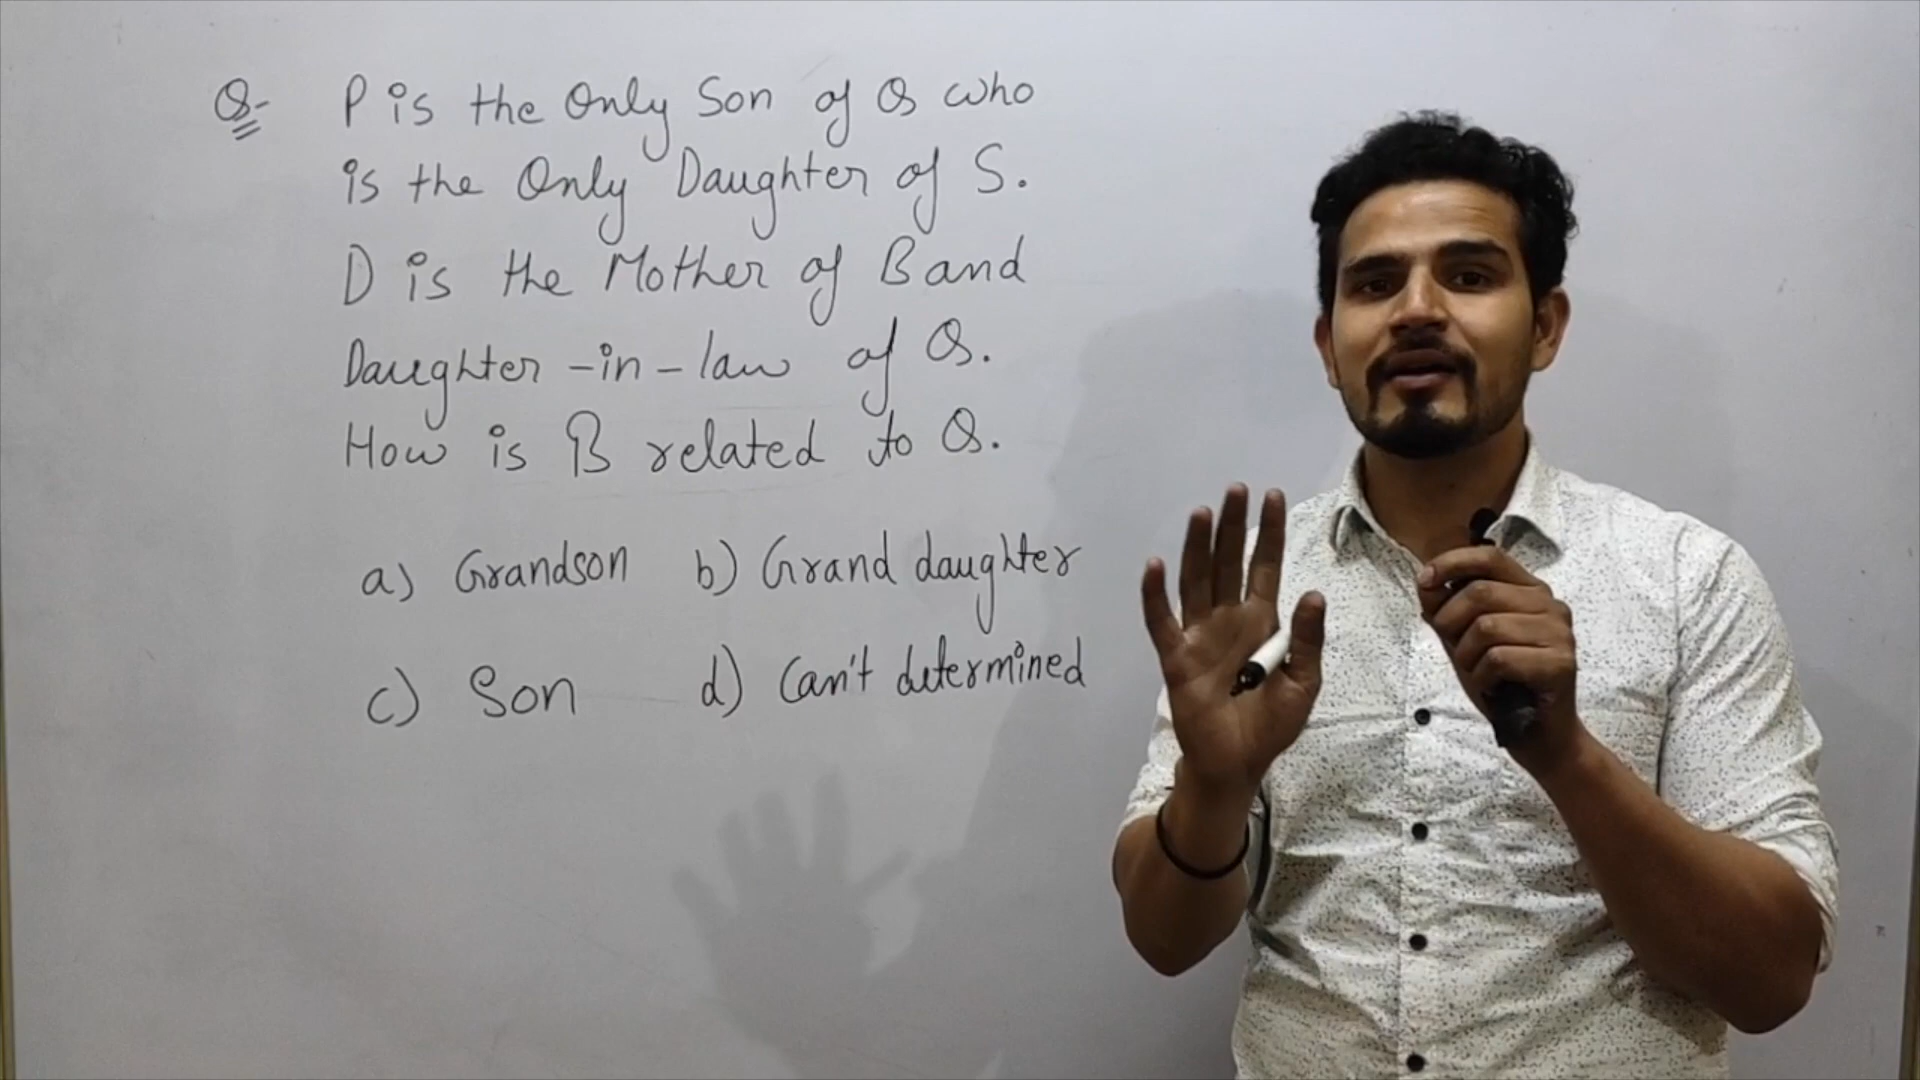 Q- P is the Only Son of Q who
is the Only Daughter of S.
D is the Mother of B and
Daughter-in-law of Q.
How is B related to Q.
a) Grandson b) Grand daughter
c) Son d) Can't determined